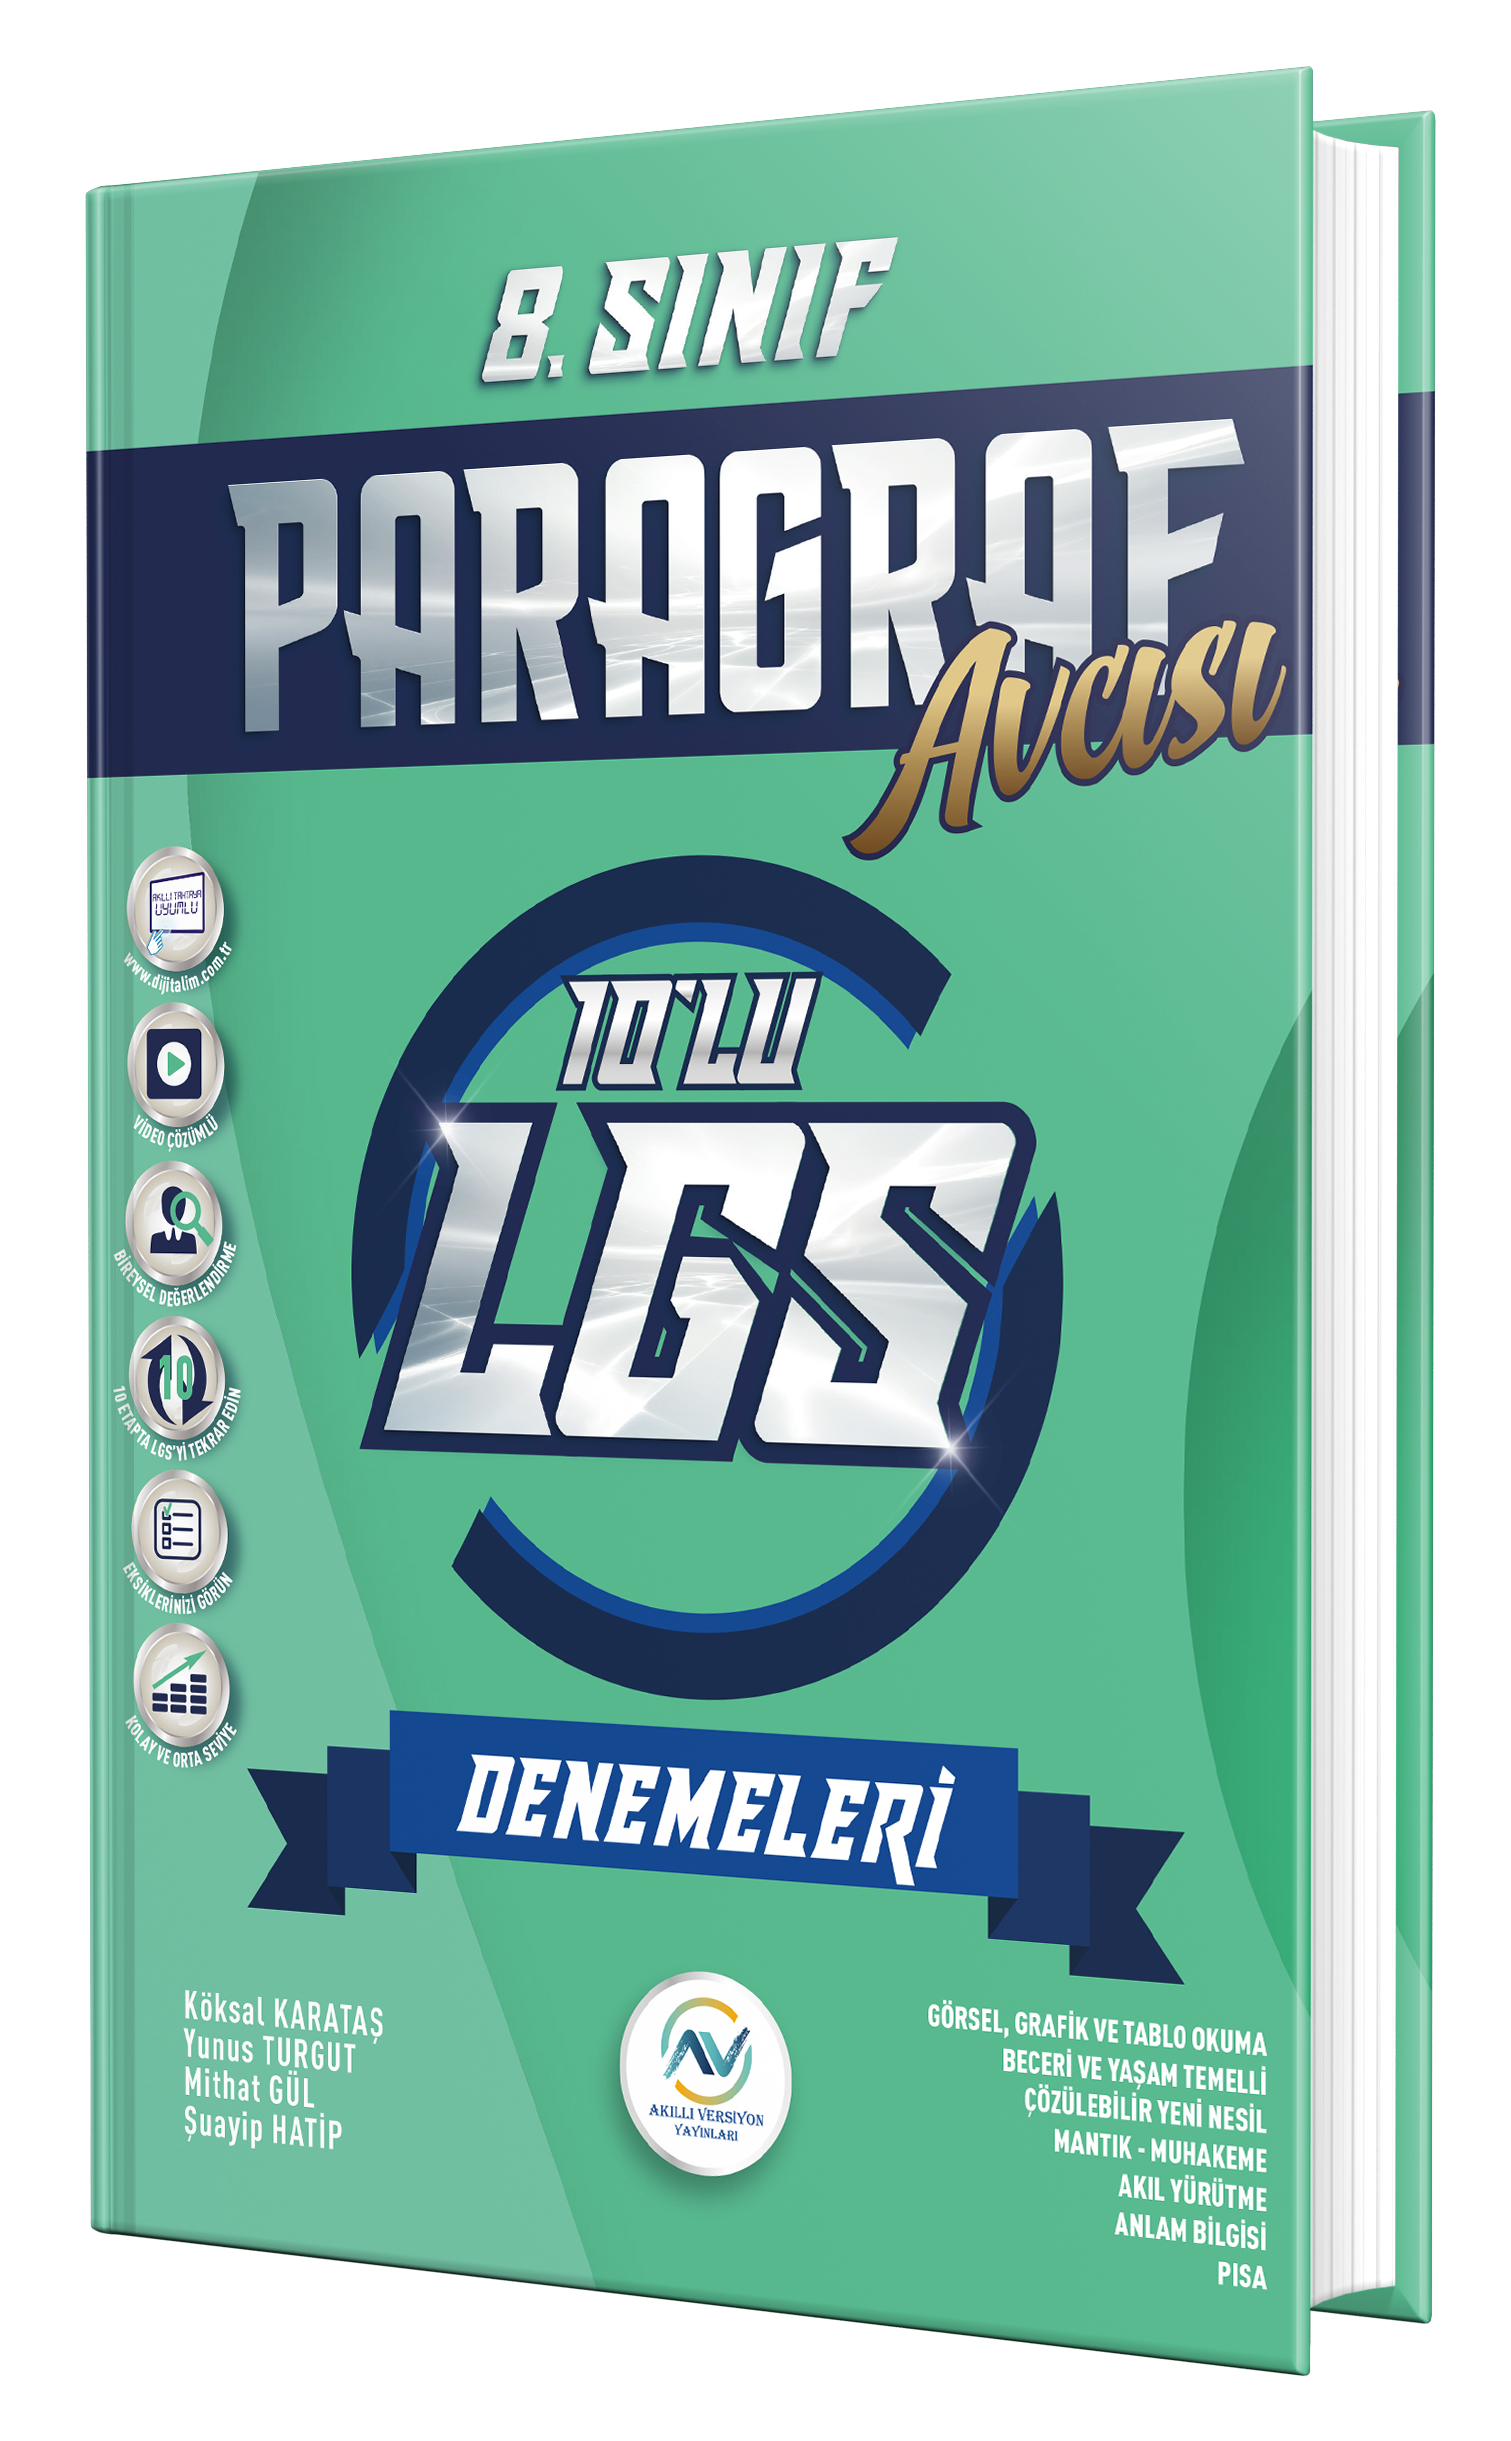 8. SINIF
PARAGRAF
Avcısı
AKILLI TAHTAYA
UYUMLU
www.dijitalim.com.tr
VİDEO ÇÖZÜMLÜ
BİREYSEL DEĞERLENDİRME
10
10 ETAPTA LGS'Yİ TEKRAR EDİN
EKSİKLERİNİZİ GÖRÜN
KOLAY VE ORTA SEVİYE
10'LU
LGS
DENEMELERİ
Köksal KARATAŞ
Yunus TURGUT
Mithat GÜL
Şuayip HATİP
AV
AKILLI VERSİYON
YAYINLARI
GÖRSEL, GRAFİK VE TABLO OKUMA
BECERİ VE YAŞAM TEMELLİ
ÇÖZÜLEBİLİR YENİ NESİL
MANTIK - MUHAKEME
AKIL YÜRÜTME
ANLAM BİLGİSİ
PISA